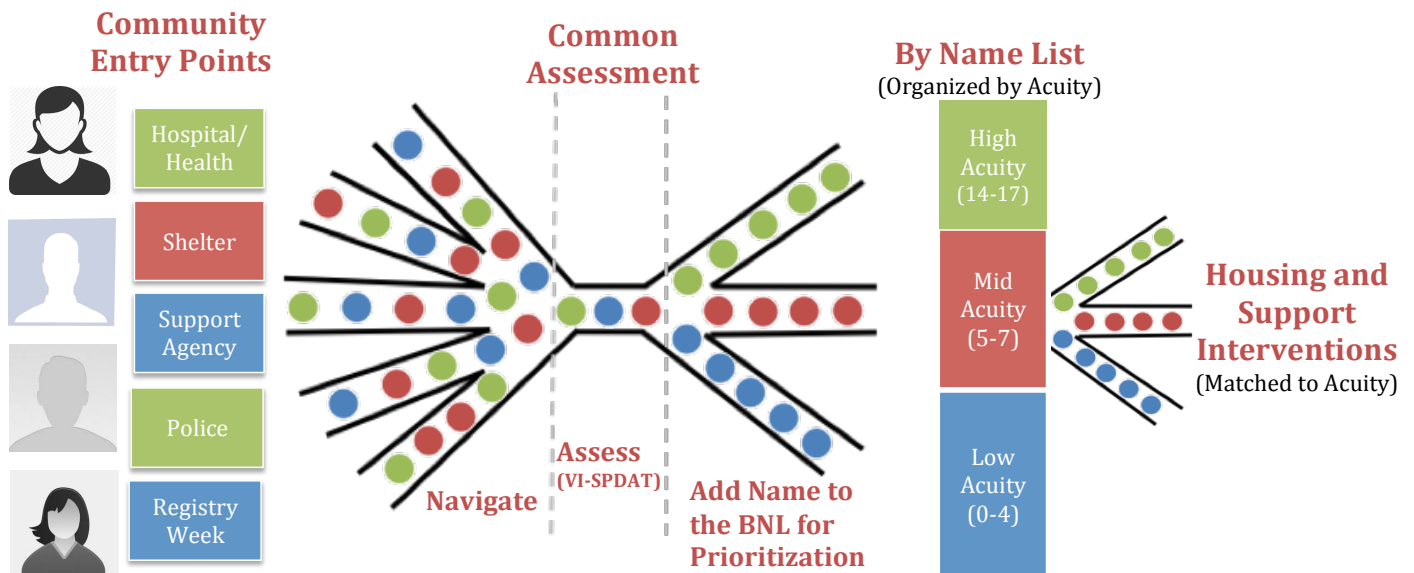 Community
Entry Points
Hospital/
Health
Shelter
Support
Agency
Police
Registry
Week
Navigate
Common
Assessment
Assess
(VI-SPDAT)
Add Name to
the BNL for
Prioritization
By Name List
(Organized by Acuity)
High
Acuity
(14-17)
Mid
Acuity
(5-7)
Low
Acuity
(0-4)
Housing and
Support
Interventions
(Matched to Acuity)